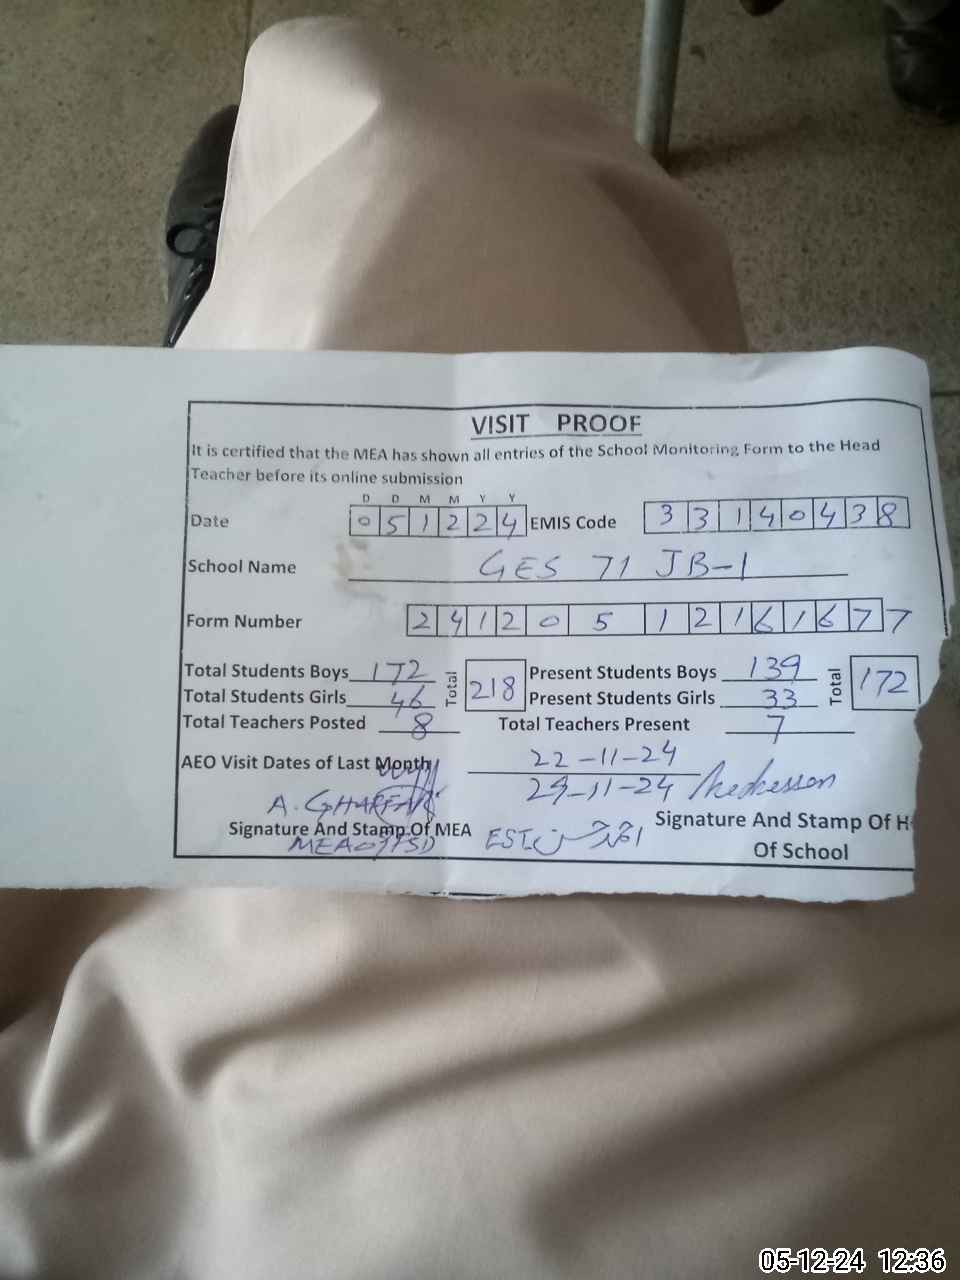 VISIT PROOF
It is certified that the MEA has shown all entries of the School Monitoring Form to the Head
Teacher before its online submission
D D M M Y Y
Date 0 5 1 2 2 4 EMIS Code 3 3 1 4 0 4 3 8
School Name GES 71 JB-1
Form Number 2 4 1 2 0 5 1 2 1 6 1 6 7 7
Total Students Boys 172 Total 218 Present Students Boys 139 Total 172
Total Students Girls 46 Present Students Girls 33
Total Teachers Posted 8 Total Teachers Present 7
AEO Visit Dates of Last Month 22-11-24
29-11-24
A. GHAFFAR
Signature And Stamp Of MEA EST Signature And Stamp Of H
MEA 09 FSD Of School
05-12-24 12:36